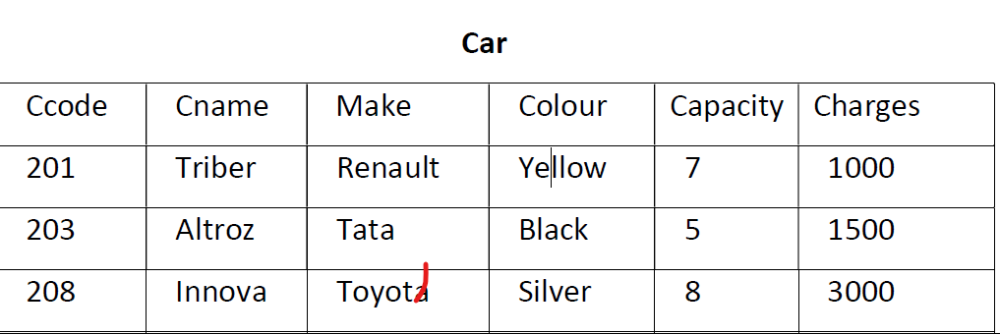 Car
Ccode Cname Make Colour Capacity Charges
201 Triber Renault Yellow 7 1000
203 Altroz Tata Black 5 1500
208 Innova Toyota Silver 8 3000